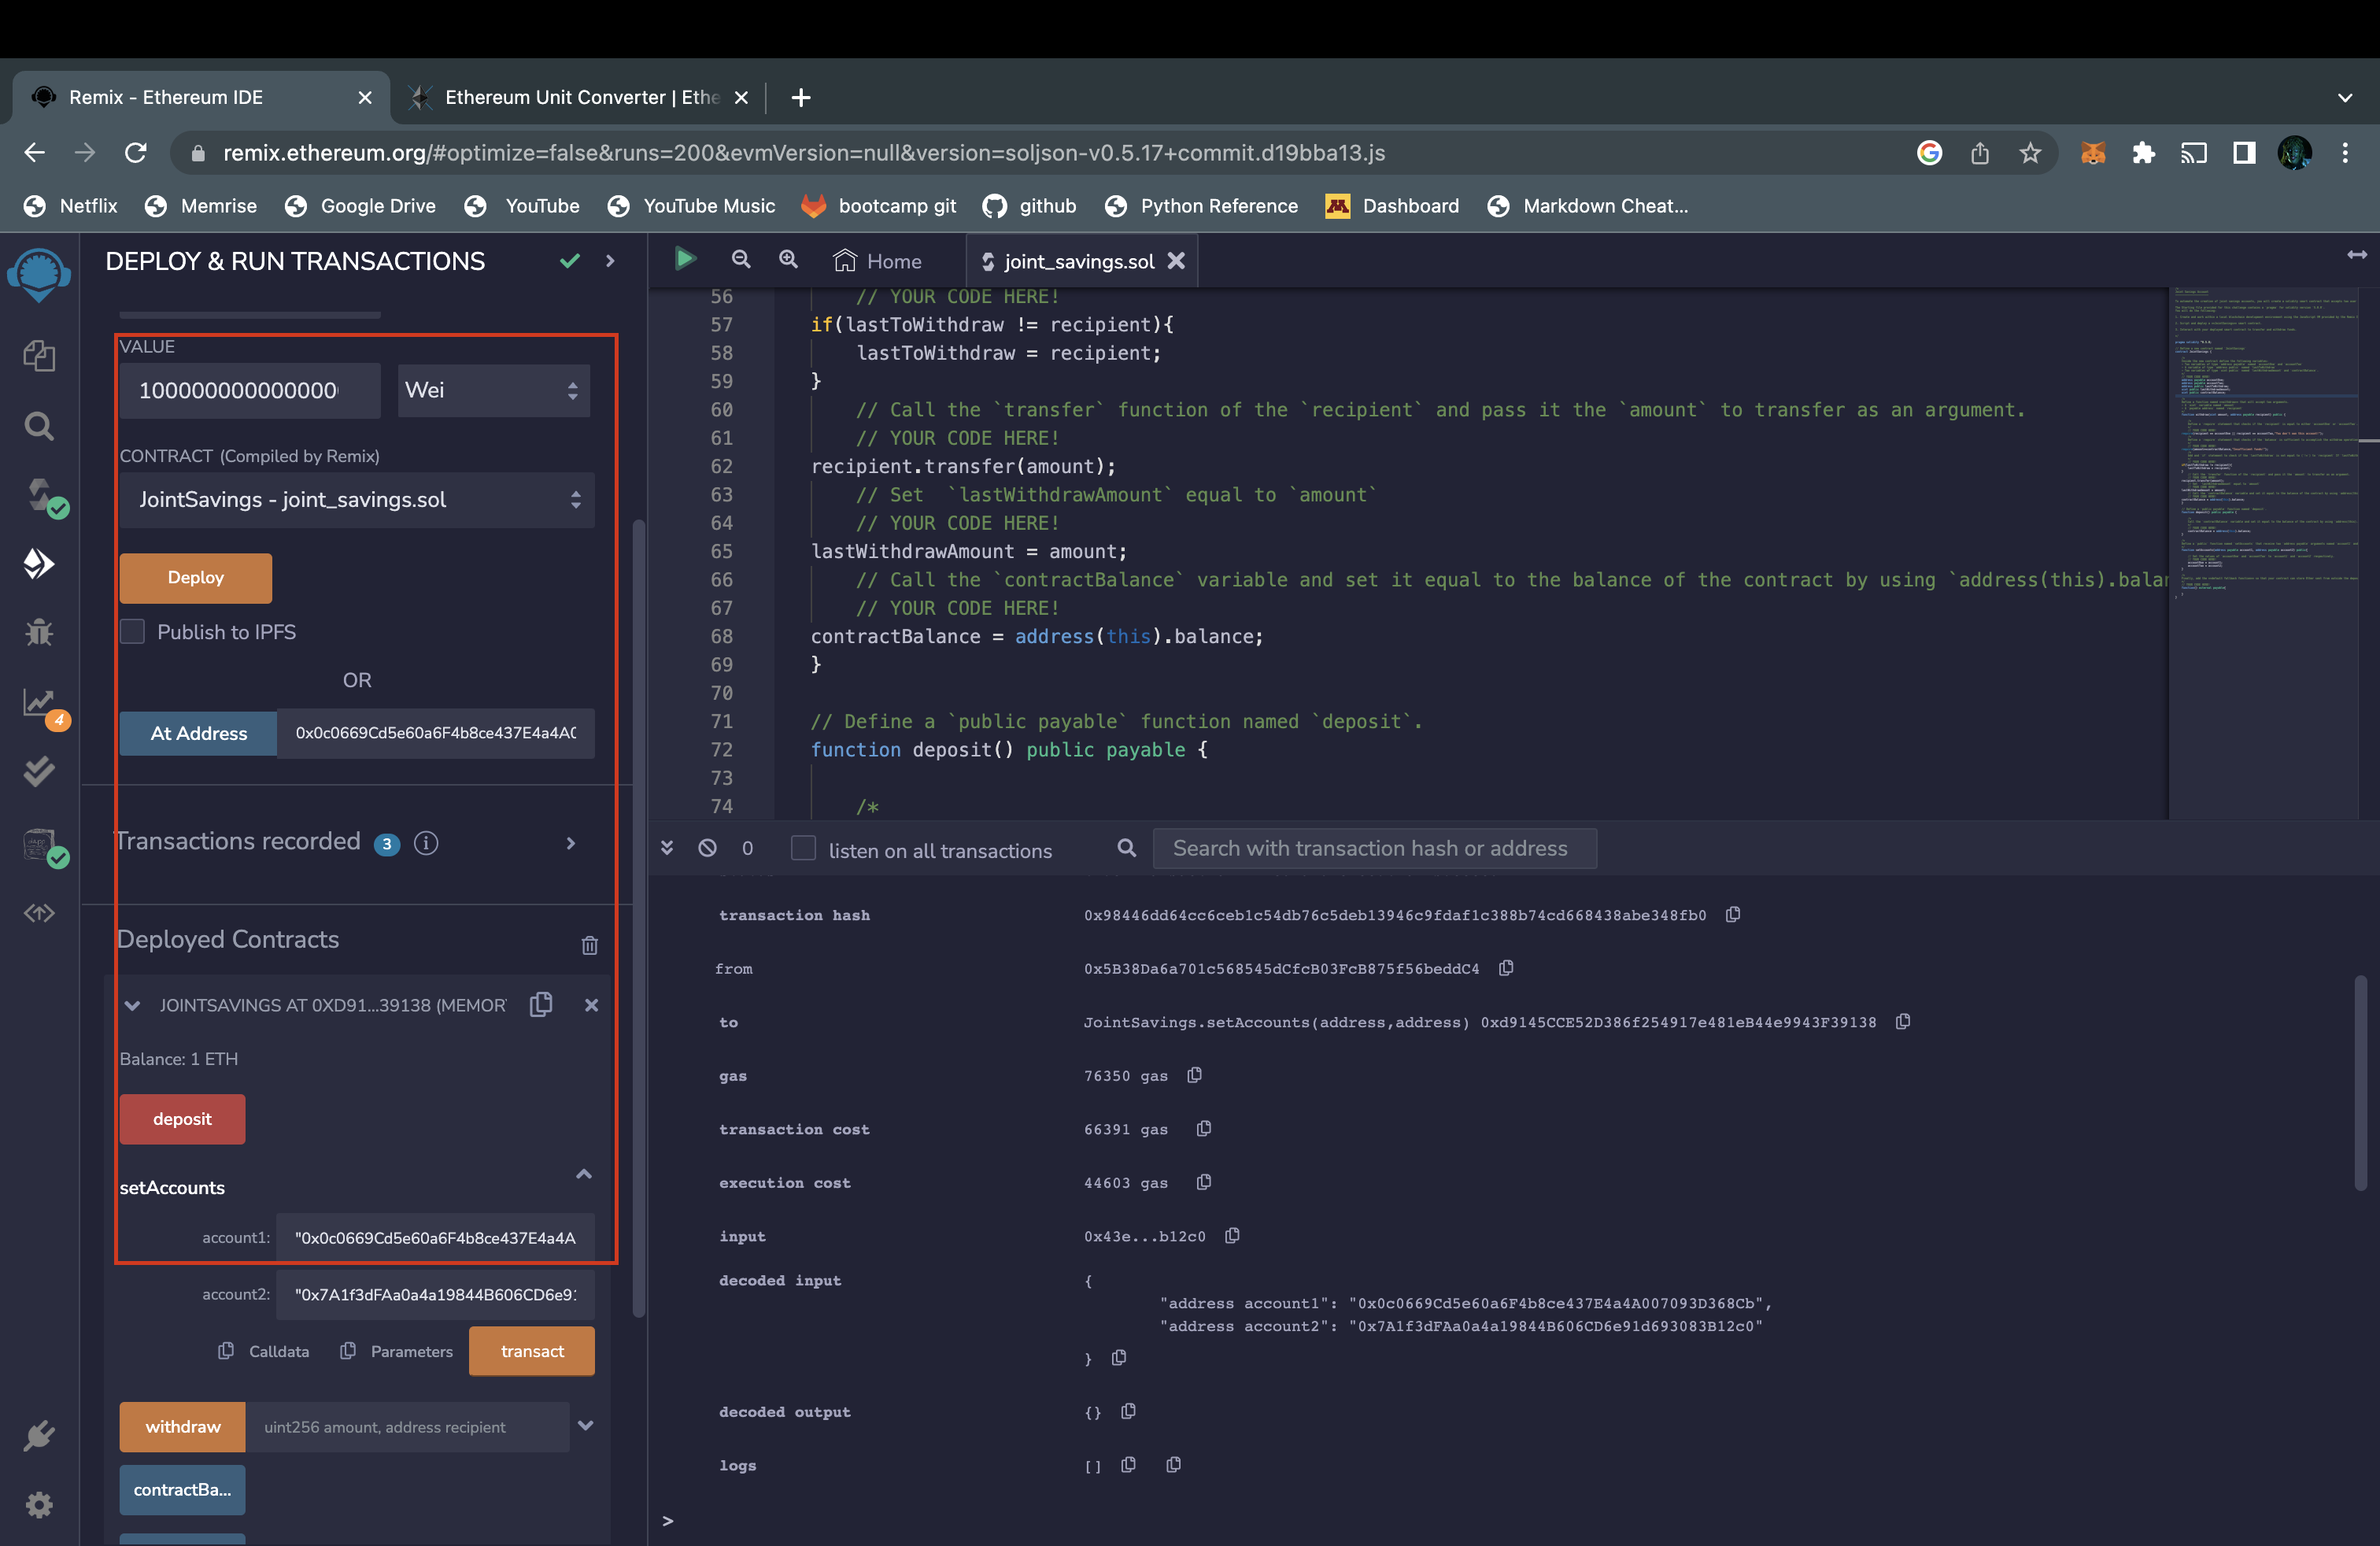 Remix - Ethereum IDE
Ethereum Unit Converter | Ethe
remix.ethereum.org/#optimize=false&runs=200&evmVersion=null&version=soljson-v0.5.17+commit.d19bba13.js
Netflix
Memrise
Google Drive
YouTube
YouTube Music
bootcamp git
github
Python Reference
Dashboard
Markdown Cheat...
DEPLOY & RUN TRANSACTIONS
VALUE
100000000000000
Wei
CONTRACT (Compiled by Remix)
JointSavings - joint_savings.sol
Deploy
Publish to IPFS
OR
At Address
0x0c0669Cd5e60a6F4b8ce437E4a4A0
4
Transactions recorded 3 i
Deployed Contracts
JOINTSAVINGS AT 0XD91...39138 (MEMOR
Balance: 1 ETH
deposit
setAccounts
account1:
"0x0c0669Cd5e60a6F4b8ce437E4a4A
account2:
"0x7A1f3dFAa0a4a19844B606CD6e91
Calldata
Parameters
transact
withdraw
uint256 amount, address recipient
contractBa...
Home
joint_savings.sol
56 // YOUR CODE HERE!
57 if(lastToWithdraw != recipient){
58 lastToWithdraw = recipient;
59 }
60 // Call the `transfer` function of the `recipient` and pass it the `amount` to transfer as an argument.
61 // YOUR CODE HERE!
62 recipient.transfer(amount);
63 // Set  `lastWithdrawAmount` equal to `amount`
64 // YOUR CODE HERE!
65 lastWithdrawAmount = amount;
66 // Call the `contractBalance` variable and set it equal to the balance of the contract by using `address(this).balan
67 // YOUR CODE HERE!
68 contractBalance = address(this).balance;
69 }
70
71 // Define a `public payable` function named `deposit`.
72 function deposit() public payable {
73
74 /*
0
listen on all transactions
Search with transaction hash or address
transaction hash 0x98446dd64cc6ceb1c54db76c5deb13946c9fdaf1c388b74cd668438abe348fb0
from 0x5B38Da6a701c568545dCfcB03FcB875f56beddC4
to JointSavings.setAccounts(address,address) 0xd9145CCE52D386f254917e481eB44e9943F39138
gas 76350 gas
transaction cost 66391 gas
execution cost 44603 gas
input 0x43e...b12c0
decoded input {
"address account1": "0x0c0669Cd5e60a6F4b8ce437E4a4A007093D368Cb",
"address account2": "0x7A1f3dFAa0a4a19844B606CD6e91d693083B12c0"
}
decoded output {}
logs []
>